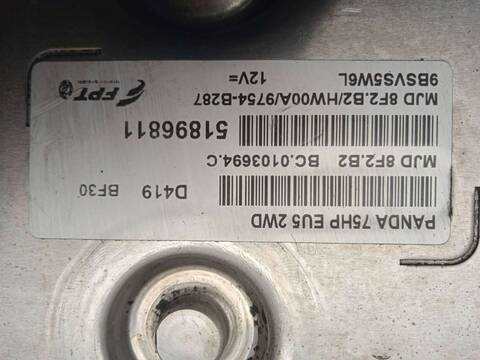 PANDA 75HP EU5 2WD
D419 BF30
MJD 8F2.B2 BC.0103694.C
51896811
MJD 8F2.B2/HW00A/9754-B287
9BSVS5W6L 12V=
FPT